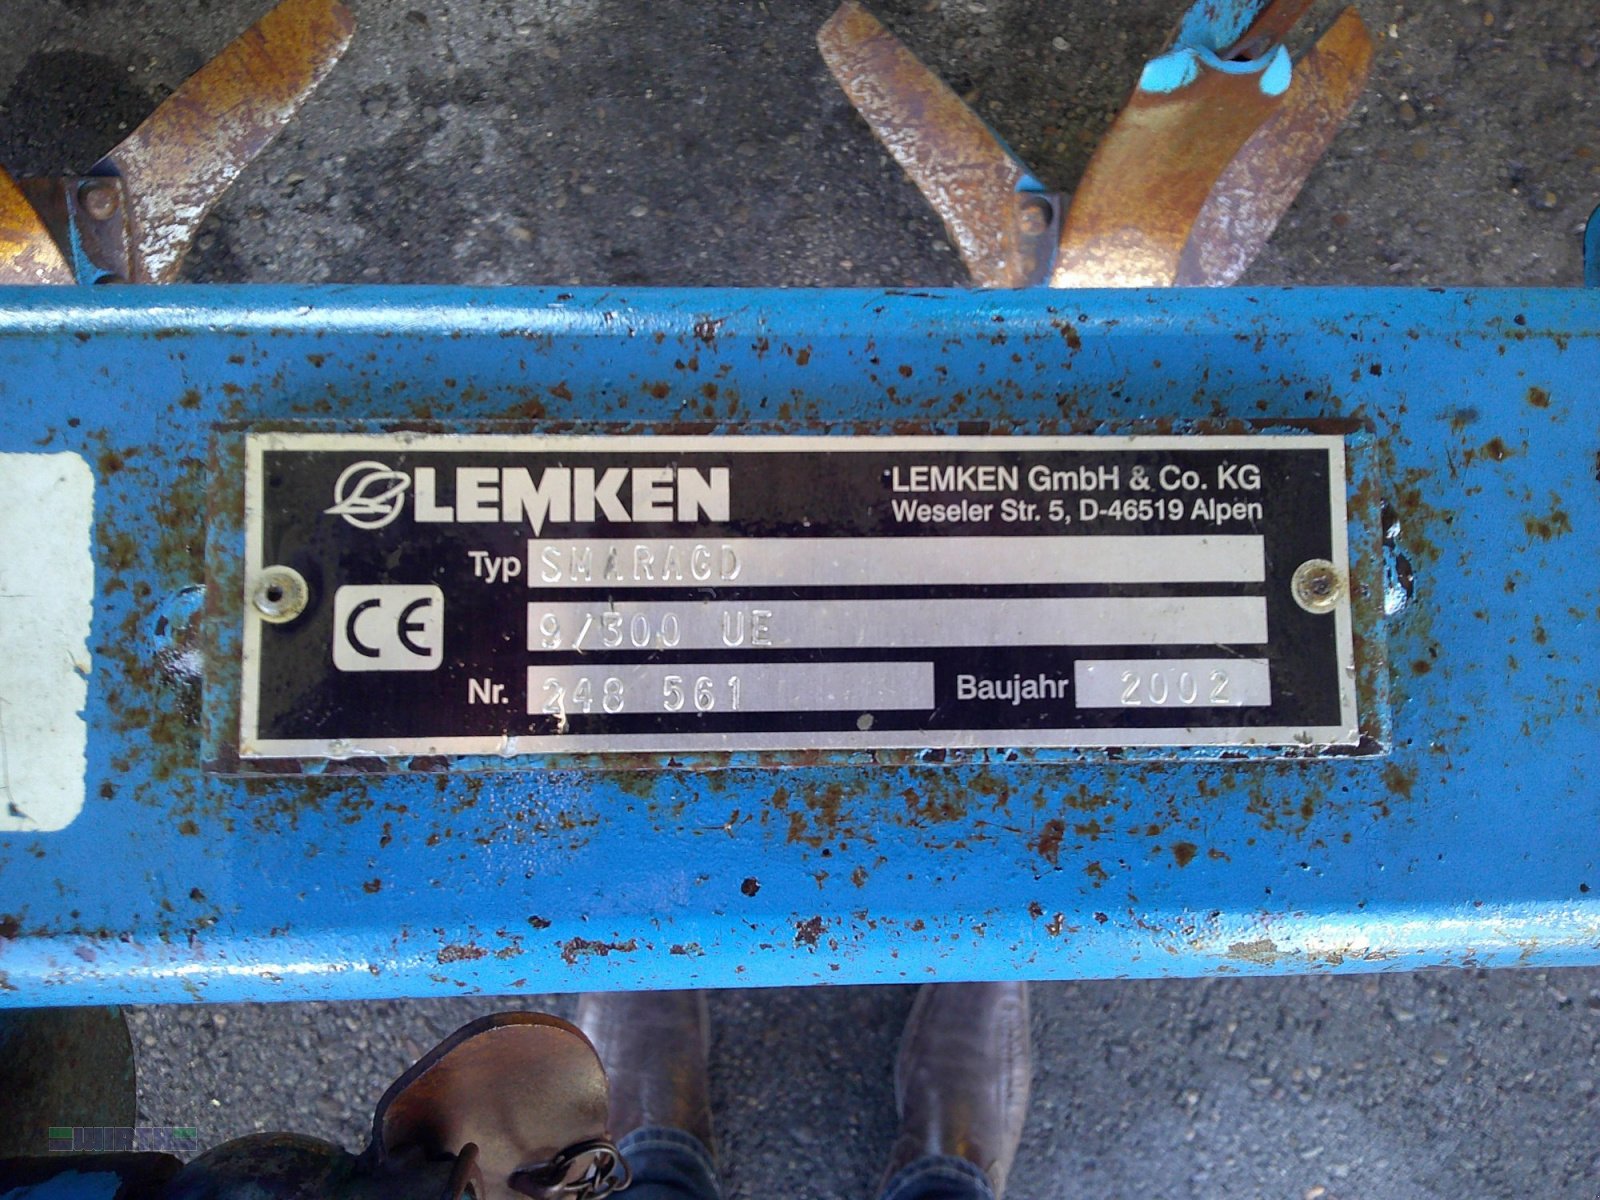 LEMKEN
LEMKEN GmbH & Co. KG
Weseler Str. 5, D-46519 Alpen
Typ SMARAGD
9/300 UE
CE
Nr. 248 561 Baujahr 2002